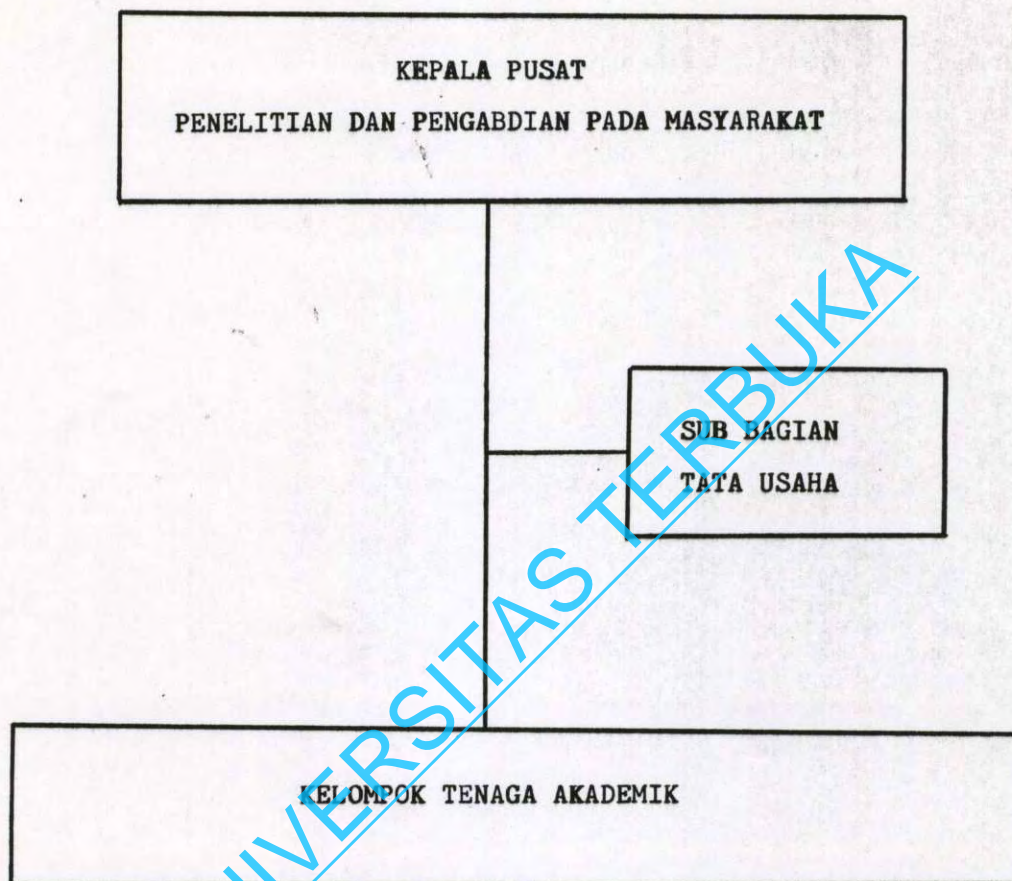 KEPALA PUSAT
PENELITIAN DAN PENGABDIAN PADA MASYARAKAT
SUB BAGIAN
TATA USAHA
KELOMPOK TENAGA AKADEMIK
UNIVERSITAS TERBUKA